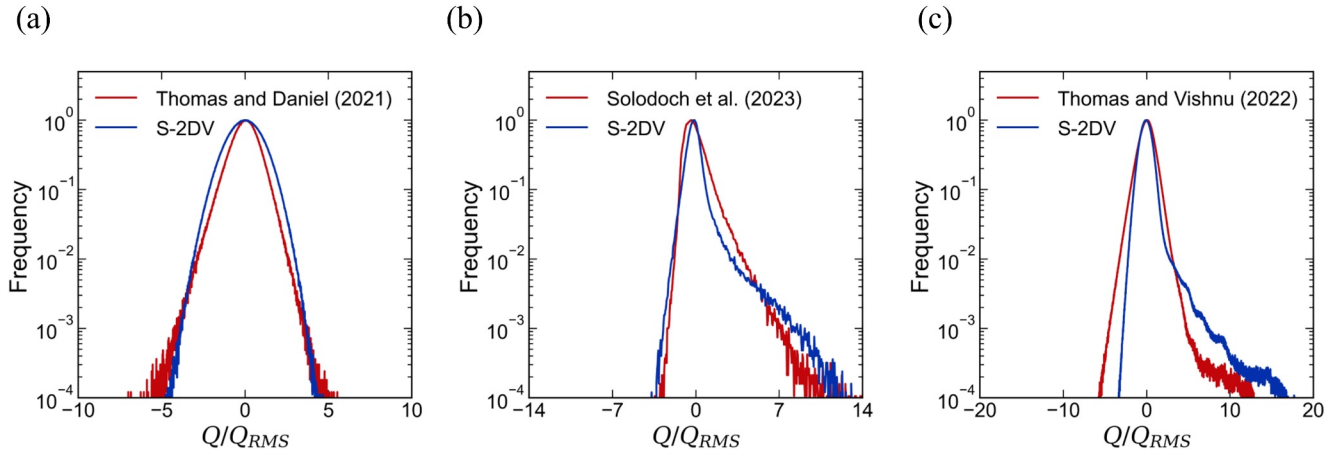 (a)
Thomas and Daniel (2021)
S-2DV
Frequency
10^0
10^−1
10^−2
10^−3
10^−4
−10
−5
0
5
10
Q/Q_RMS
(b)
Solodoch et al. (2023)
S-2DV
Frequency
10^0
10^−1
10^−2
10^−3
10^−4
−14
−7
0
7
14
Q/Q_RMS
(c)
Thomas and Vishnu (2022)
S-2DV
Frequency
10^0
10^−1
10^−2
10^−3
10^−4
−20
−10
0
10
20
Q/Q_RMS